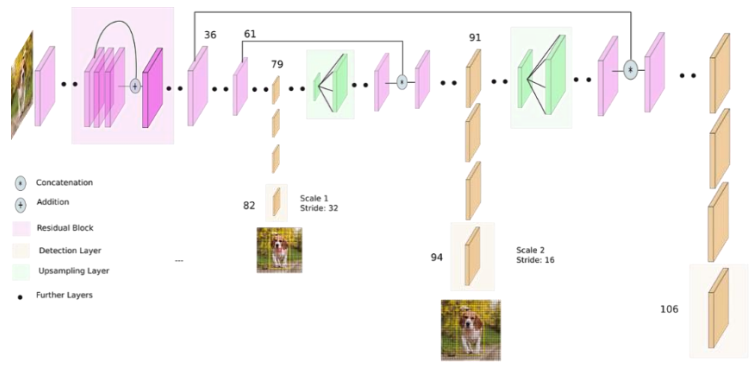 36
61
79
91
82
Scale 1
Stride: 32
94
Scale 2
Stride: 16
106
Concatenation
Addition
Residual Block
Detection Layer
Upsampling Layer
Further Layers
---